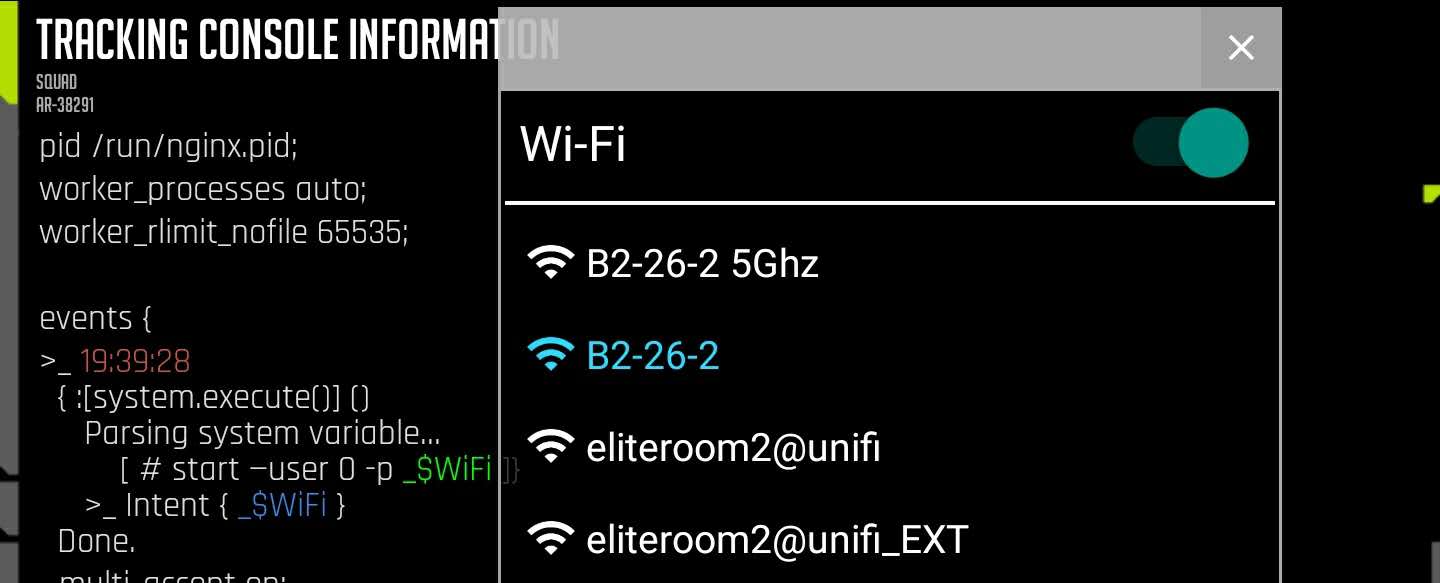 TRACKING CONSOLE INFORMATION
SQUAD
AR-38291
pid /run/nginx.pid;
worker_processes auto;
worker_rlimit_nofile 65535;
events {
>_ 19:39:28
{ :[system.execute()] ()
Parsing system variable...
[ # start –user 0 -p _$WiFi ]}
>_ Intent { _$WiFi }
Done.
multi_accept on;
Wi-Fi
B2-26-2 5Ghz
B2-26-2
eliteroom2@unifi
eliteroom2@unifi_EXT